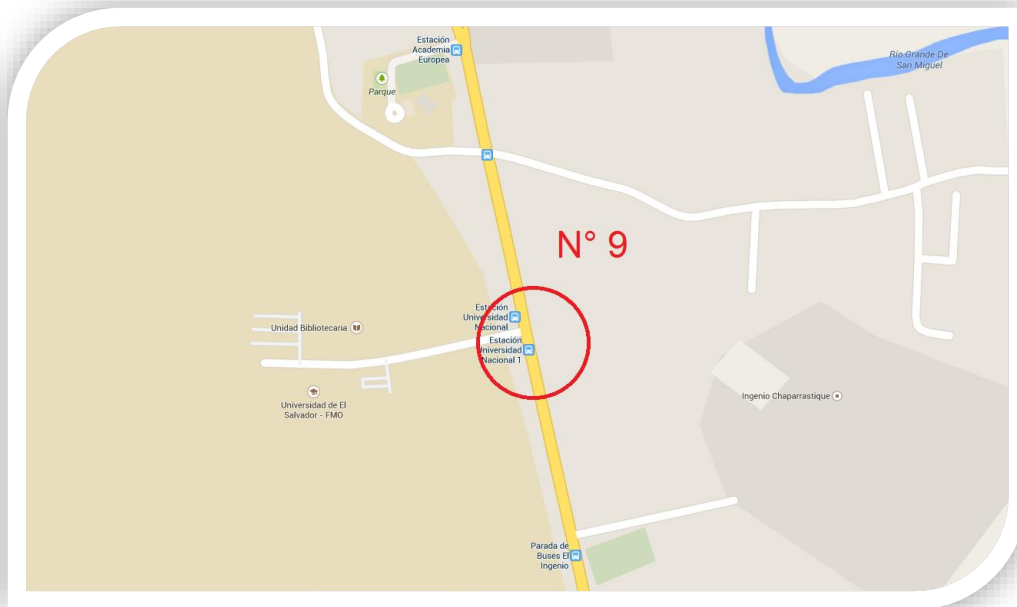 Estación
Academia
Europea
Parque
Río Grande De
San Miguel
N° 9
Estación
Universidad
Nacional
Estación
Universidad
Nacional 1
Unidad Bibliotecaria
Universidad de El
Salvador - FMO
Ingenio Chaparrastique
Parada de
Buses El
Ingenio